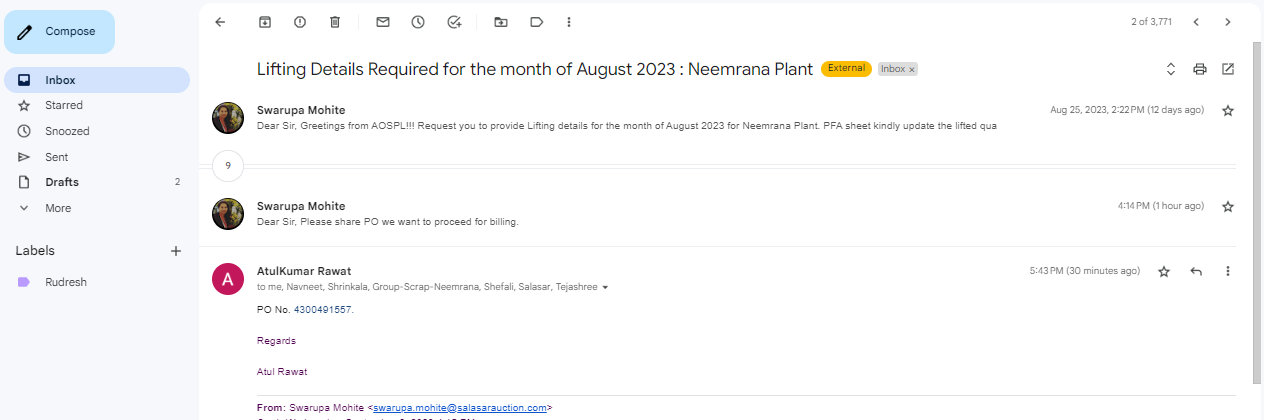 Compose
2 of 3,771
Inbox
Starred
Snoozed
Sent
Drafts 2
More
Labels
Rudresh
Lifting Details Required for the month of August 2023 : Neemrana Plant External Inbox ×
Swarupa Mohite Aug 25, 2023, 2:22 PM (12 days ago)
Dear Sir, Greetings from AOSPL!!! Request you to provide Lifting details for the month of August 2023 for Neemrana Plant. PFA sheet kindly update the lifted qua
9
Swarupa Mohite 4:14 PM (1 hour ago)
Dear Sir, Please share PO we want to proceed for billing.
A
AtulKumar Rawat 5:43 PM (30 minutes ago)
to me, Navneet, Shrinkala, Group-Scrap-Neemrana, Shefali, Salasar, Tejashree
PO No. 4300491557.
Regards
Atul Rawat
From: Swarupa Mohite <swarupa.mohite@salasarauction.com>